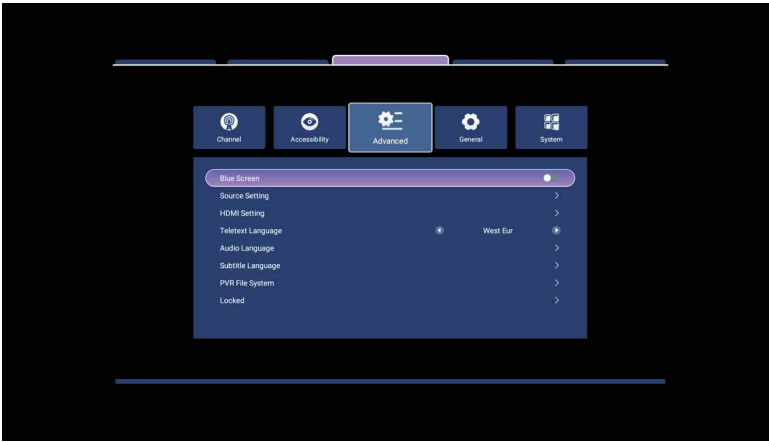 Channel
Accessibility
Advanced
General
System
Blue Screen
Source Setting
HDMI Setting
Teletext Language West Eur
Audio Language
Subtitle Language
PVR File System
Locked